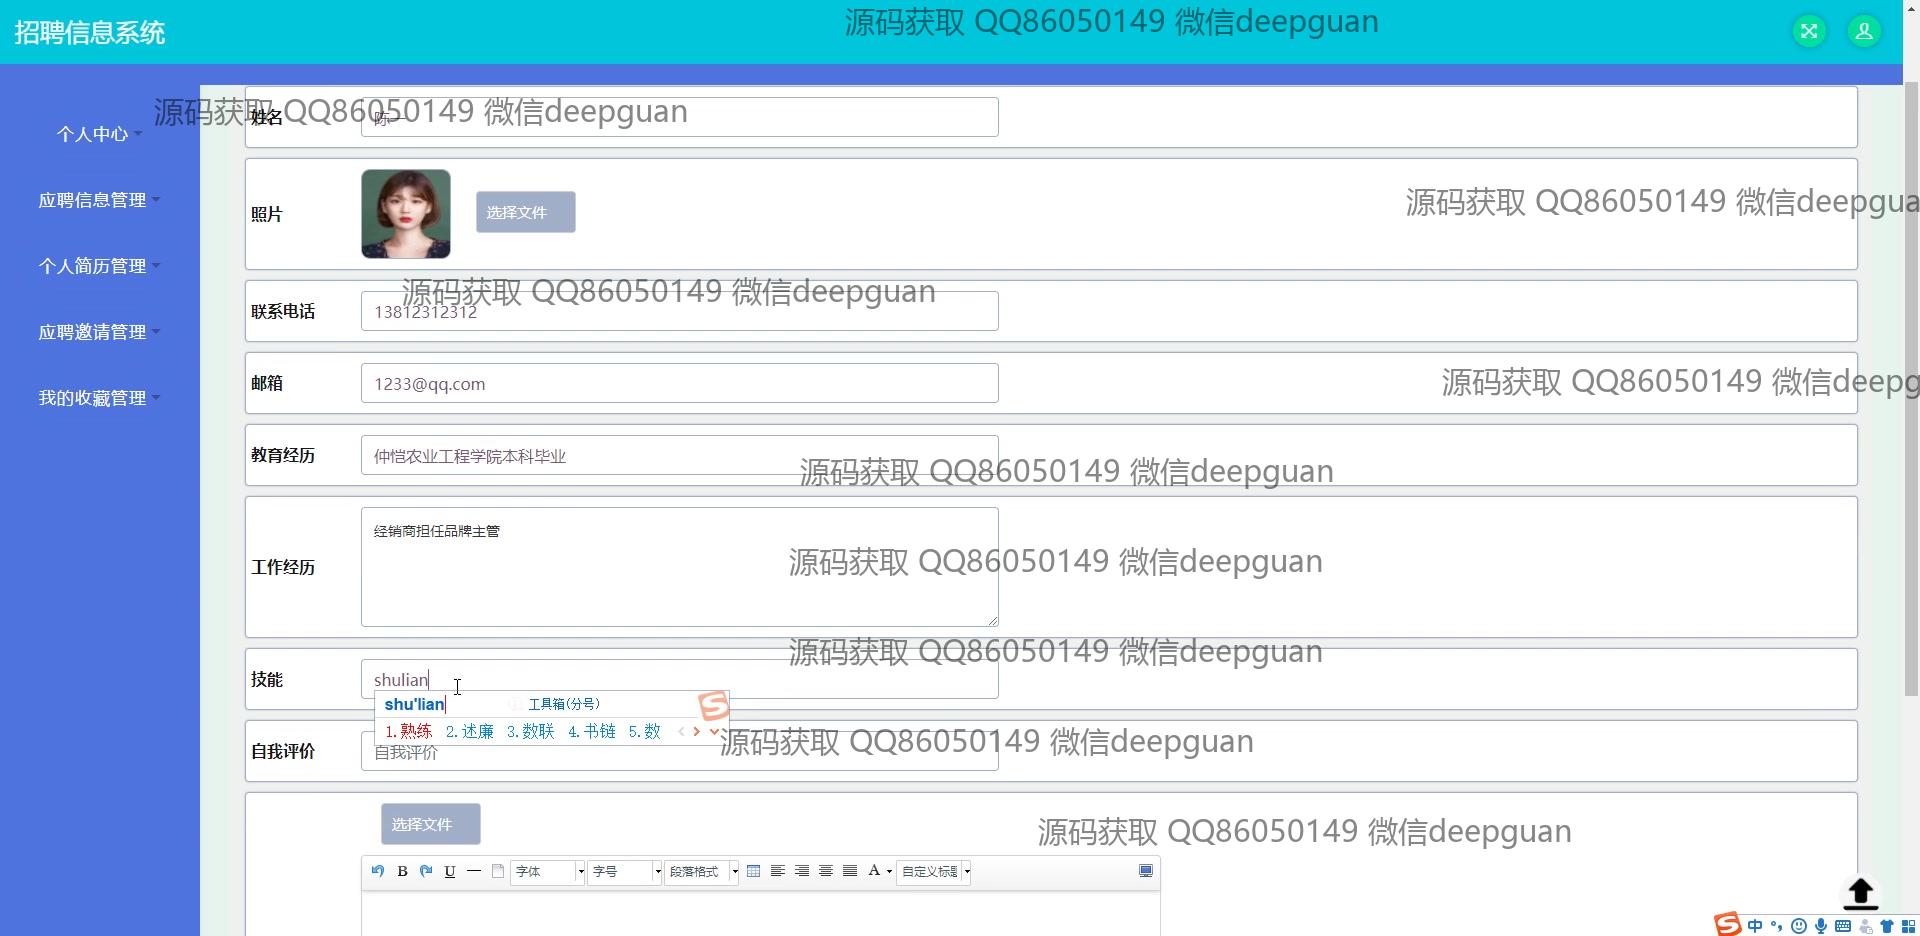 招聘信息系统
源码获取 QQ86050149 微信deepguan
源码获取 QQ86050149 微信deepguan
姓名
陈一
个人中心
应聘信息管理
照片
选择文件
源码获取 QQ86050149 微信deepgua
个人简历管理
源码获取 QQ86050149 微信deepguan
联系电话
13812312312
应聘邀请管理
邮箱
1233@qq.com
源码获取 QQ86050149 微信deepg
我的收藏管理
教育经历
仲恺农业工程学院本科毕业
源码获取 QQ86050149 微信deepguan
工作经历
经销商担任品牌主管
源码获取 QQ86050149 微信deepguan
源码获取 QQ86050149 微信deepguan
技能
shulian
shu'lian
工具箱(分号)
1.熟练 2.述廉 3.数联 4.书链 5.数
自我评价
自我评价
源码获取 QQ86050149 微信deepguan
选择文件
源码获取 QQ86050149 微信deepguan
B U 字体 字号 段落格式 A 自定义标题
中